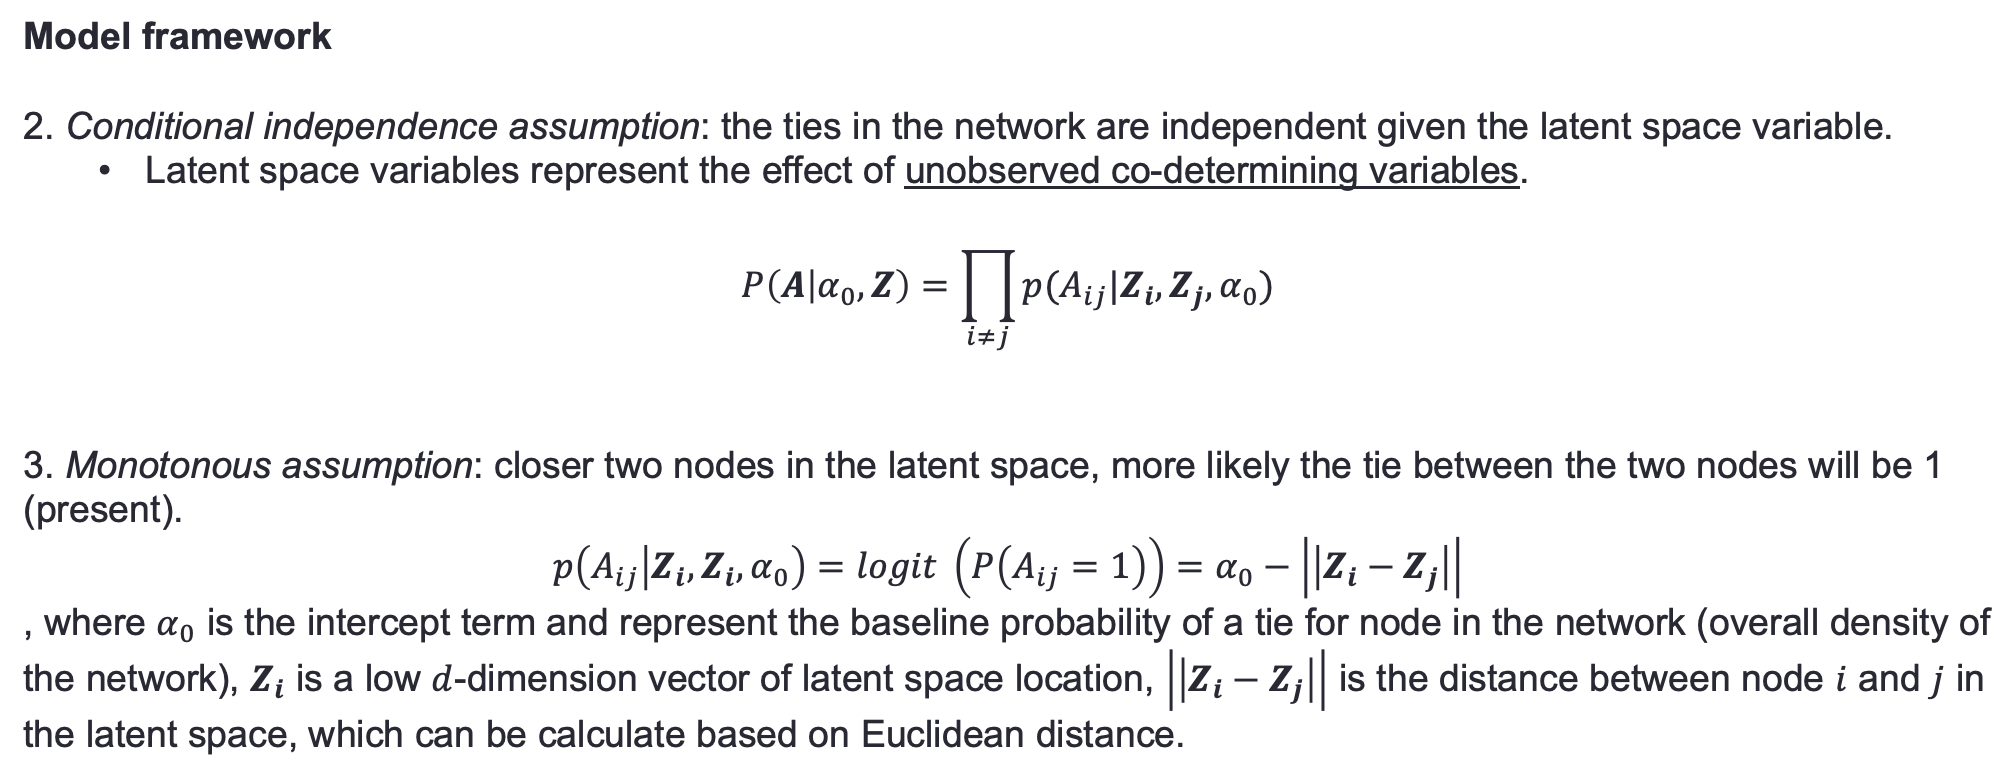 Model framework
2. Conditional independence assumption: the ties in the network are independent given the latent space variable.
• Latent space variables represent the effect of unobserved co-determining variables.
P(A|α₀, Z) = ∏ p(Aᵢⱼ|Zᵢ, Zⱼ, α₀)
i≠j
3. Monotonous assumption: closer two nodes in the latent space, more likely the tie between the two nodes will be 1
(present).
p(Aᵢⱼ|Zᵢ, Zᵢ, α₀) = logit (P(Aᵢⱼ = 1)) = α₀ − ||Zᵢ − Zⱼ||
, where α₀ is the intercept term and represent the baseline probability of a tie for node in the network (overall density of
the network), Zᵢ is a low d-dimension vector of latent space location, ||Zᵢ − Zⱼ|| is the distance between node i and j in
the latent space, which can be calculate based on Euclidean distance.